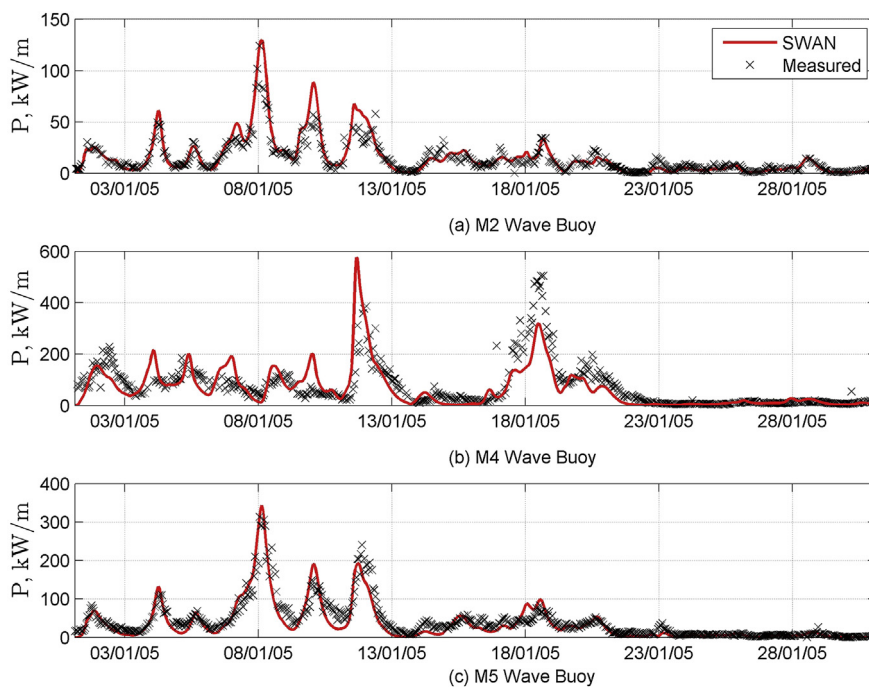 150
100
50
0
P, kW/m
SWAN
Measured
03/01/05 08/01/05 13/01/05 18/01/05 23/01/05 28/01/05
(a) M2 Wave Buoy
600
400
200
0
P, kW/m
03/01/05 08/01/05 13/01/05 18/01/05 23/01/05 28/01/05
(b) M4 Wave Buoy
400
300
200
100
0
P, kW/m
03/01/05 08/01/05 13/01/05 18/01/05 23/01/05 28/01/05
(c) M5 Wave Buoy